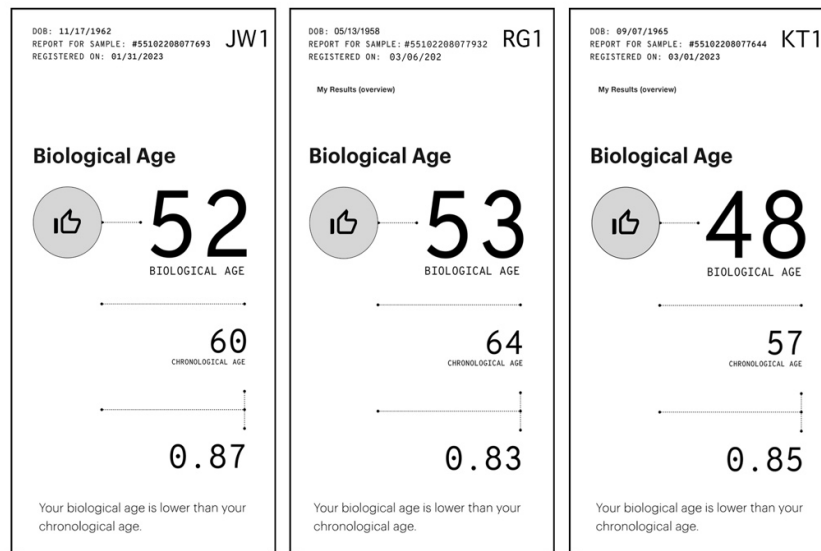 DOB: 11/17/1962
REPORT FOR SAMPLE: #55102208077693
REGISTERED ON: 01/31/2023
JW1
Biological Age
52
BIOLOGICAL AGE
60
CHRONOLOGICAL AGE
0.87
Your biological age is lower than your
chronological age.
DOB: 05/13/1958
REPORT FOR SAMPLE: #55102208077932
REGISTERED ON: 03/06/202
RG1
My Results (overview)
Biological Age
53
BIOLOGICAL AGE
64
CHRONOLOGICAL AGE
0.83
Your biological age is lower than your
chronological age.
DOB: 09/07/1965
REPORT FOR SAMPLE: #55102208077644
REGISTERED ON: 03/01/2023
KT1
My Results (overview)
Biological Age
48
BIOLOGICAL AGE
57
CHRONOLOGICAL AGE
0.85
Your biological age is lower than your
chronological age.